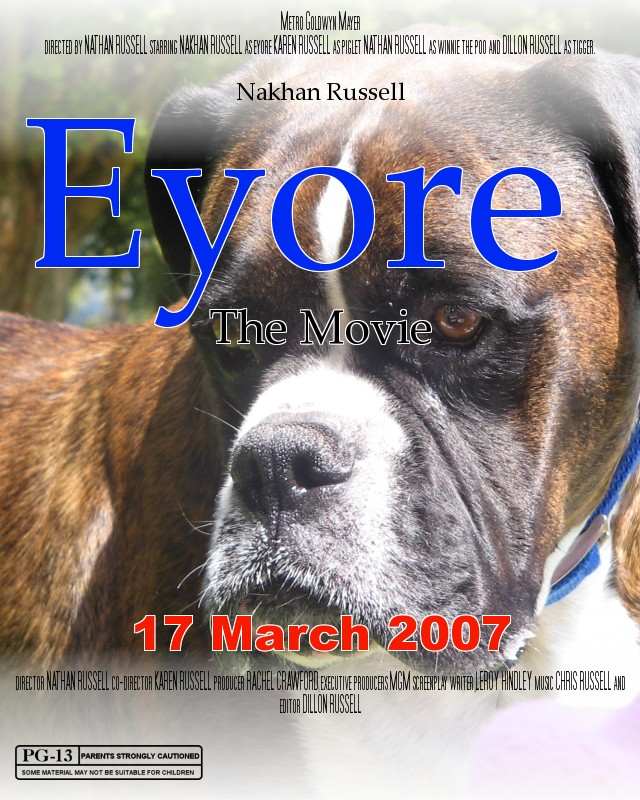 METRO GOLDWYN MAYER
DIRECTED BY NATHAN RUSSELL STARRING NAKHAN RUSSELL AS EYORE KAREN RUSSELL AS PIGLET NATHAN RUSSELL AS WINNIE THE POO AND DILLON RUSSELL AS TIGGER.
Nakhan Russell
Eyore
The Movie
17 March 2007
DIRECTOR NATHAN RUSSELL CO-DIRECTOR KAREN RUSSELL PRODUCER RACHEL CRAWFORD EXECUTIVE PRODUCERS MGM SCREENPLAY WRITER LEROY HINDLEY MUSIC CHRIS RUSSELL AND
EDITOR DILLON RUSSELL
PG-13 PARENTS STRONGLY CAUTIONED
SOME MATERIAL MAY NOT BE SUITABLE FOR CHILDREN